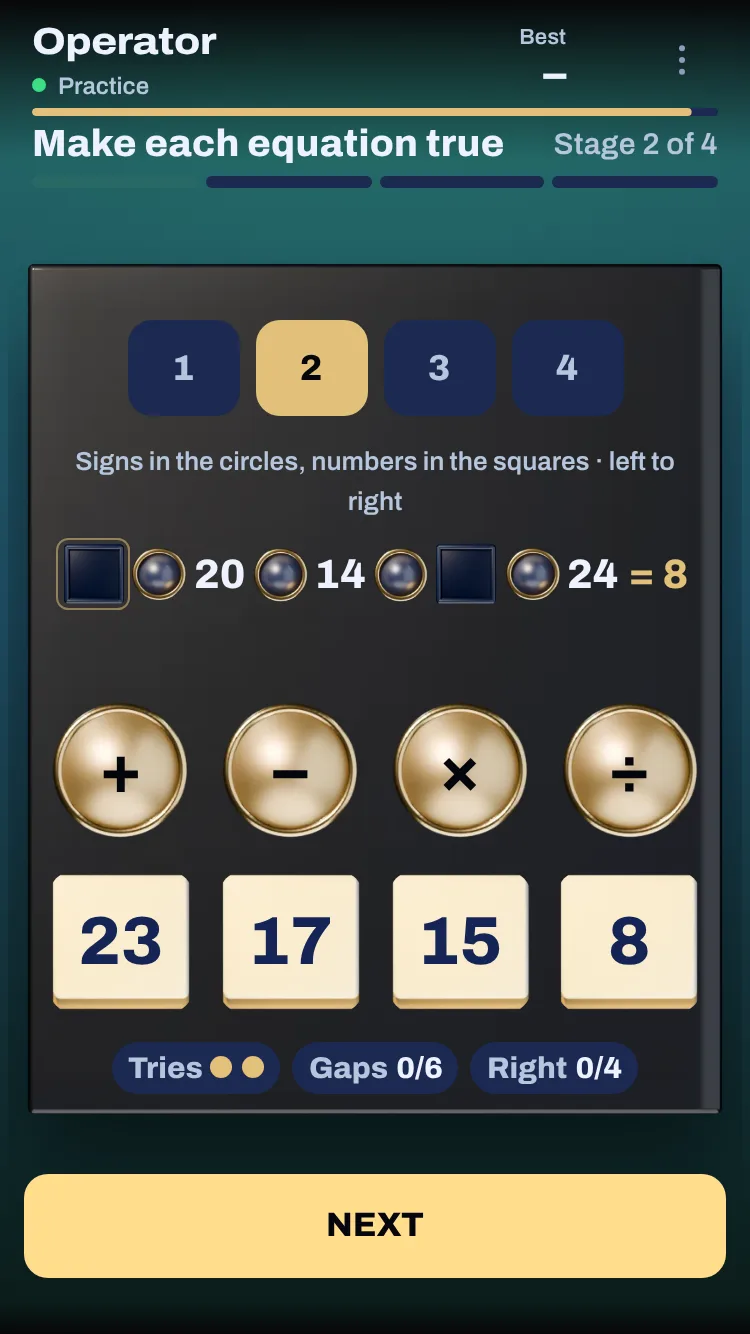 Operator
Best
Practice
–
Make each equation true
Stage 2 of 4
1 2 3 4
Signs in the circles, numbers in the squares · left to
right
20 14 24 = 8
+ − × ÷
23 17 15 8
Tries Gaps 0/6 Right 0/4
NEXT